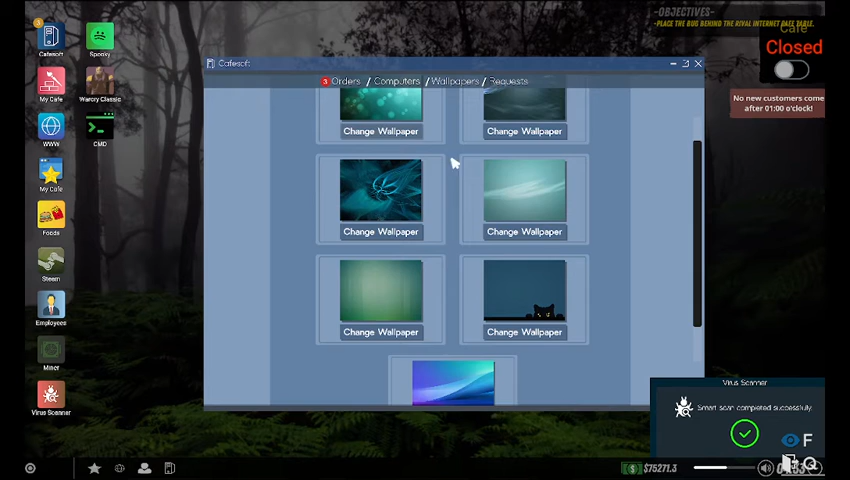 -OBJECTIVES-
-PLACE THE BUG BEHIND THE RIVAL INTERNET CAFE TABLE.
Cafe
Closed
No new customers come
after 01:00 o'clock!
3
Cafesoft
Spooky
My Cafe
Warcry Classic
WWW
CMD
My Cafe
Foods
Steam
Employees
Miner
Virus Scanner
Cafesoft
3 Orders / Computers / Wallpapers / Requests
Change Wallpaper
Change Wallpaper
Change Wallpaper
Change Wallpaper
Change Wallpaper
Change Wallpaper
Virus Scanner
Smart scan completed successfully.
F
Q
$75271.3